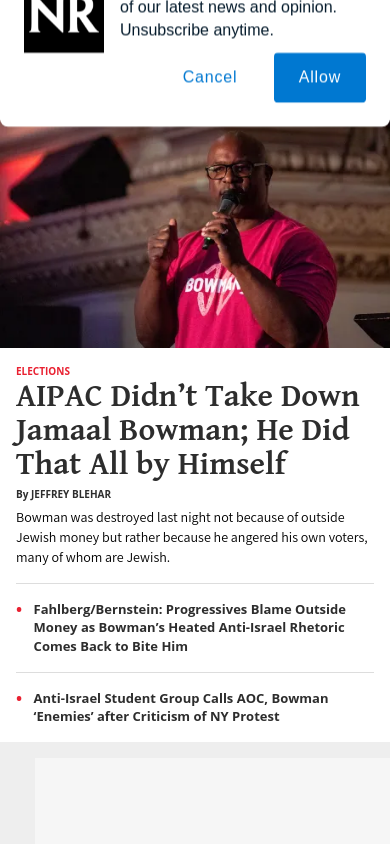 NR
of our latest news and opinion.
Unsubscribe anytime.
Cancel
Allow
BOWMAN
ELECTIONS
AIPAC Didn’t Take Down
Jamaal Bowman; He Did
That All by Himself
By JEFFREY BLEHAR
Bowman was destroyed last night not because of outside
Jewish money but rather because he angered his own voters,
many of whom are Jewish.
• Fahlberg/Bernstein: Progressives Blame Outside
Money as Bowman’s Heated Anti-Israel Rhetoric
Comes Back to Bite Him
• Anti-Israel Student Group Calls AOC, Bowman
‘Enemies’ after Criticism of NY Protest